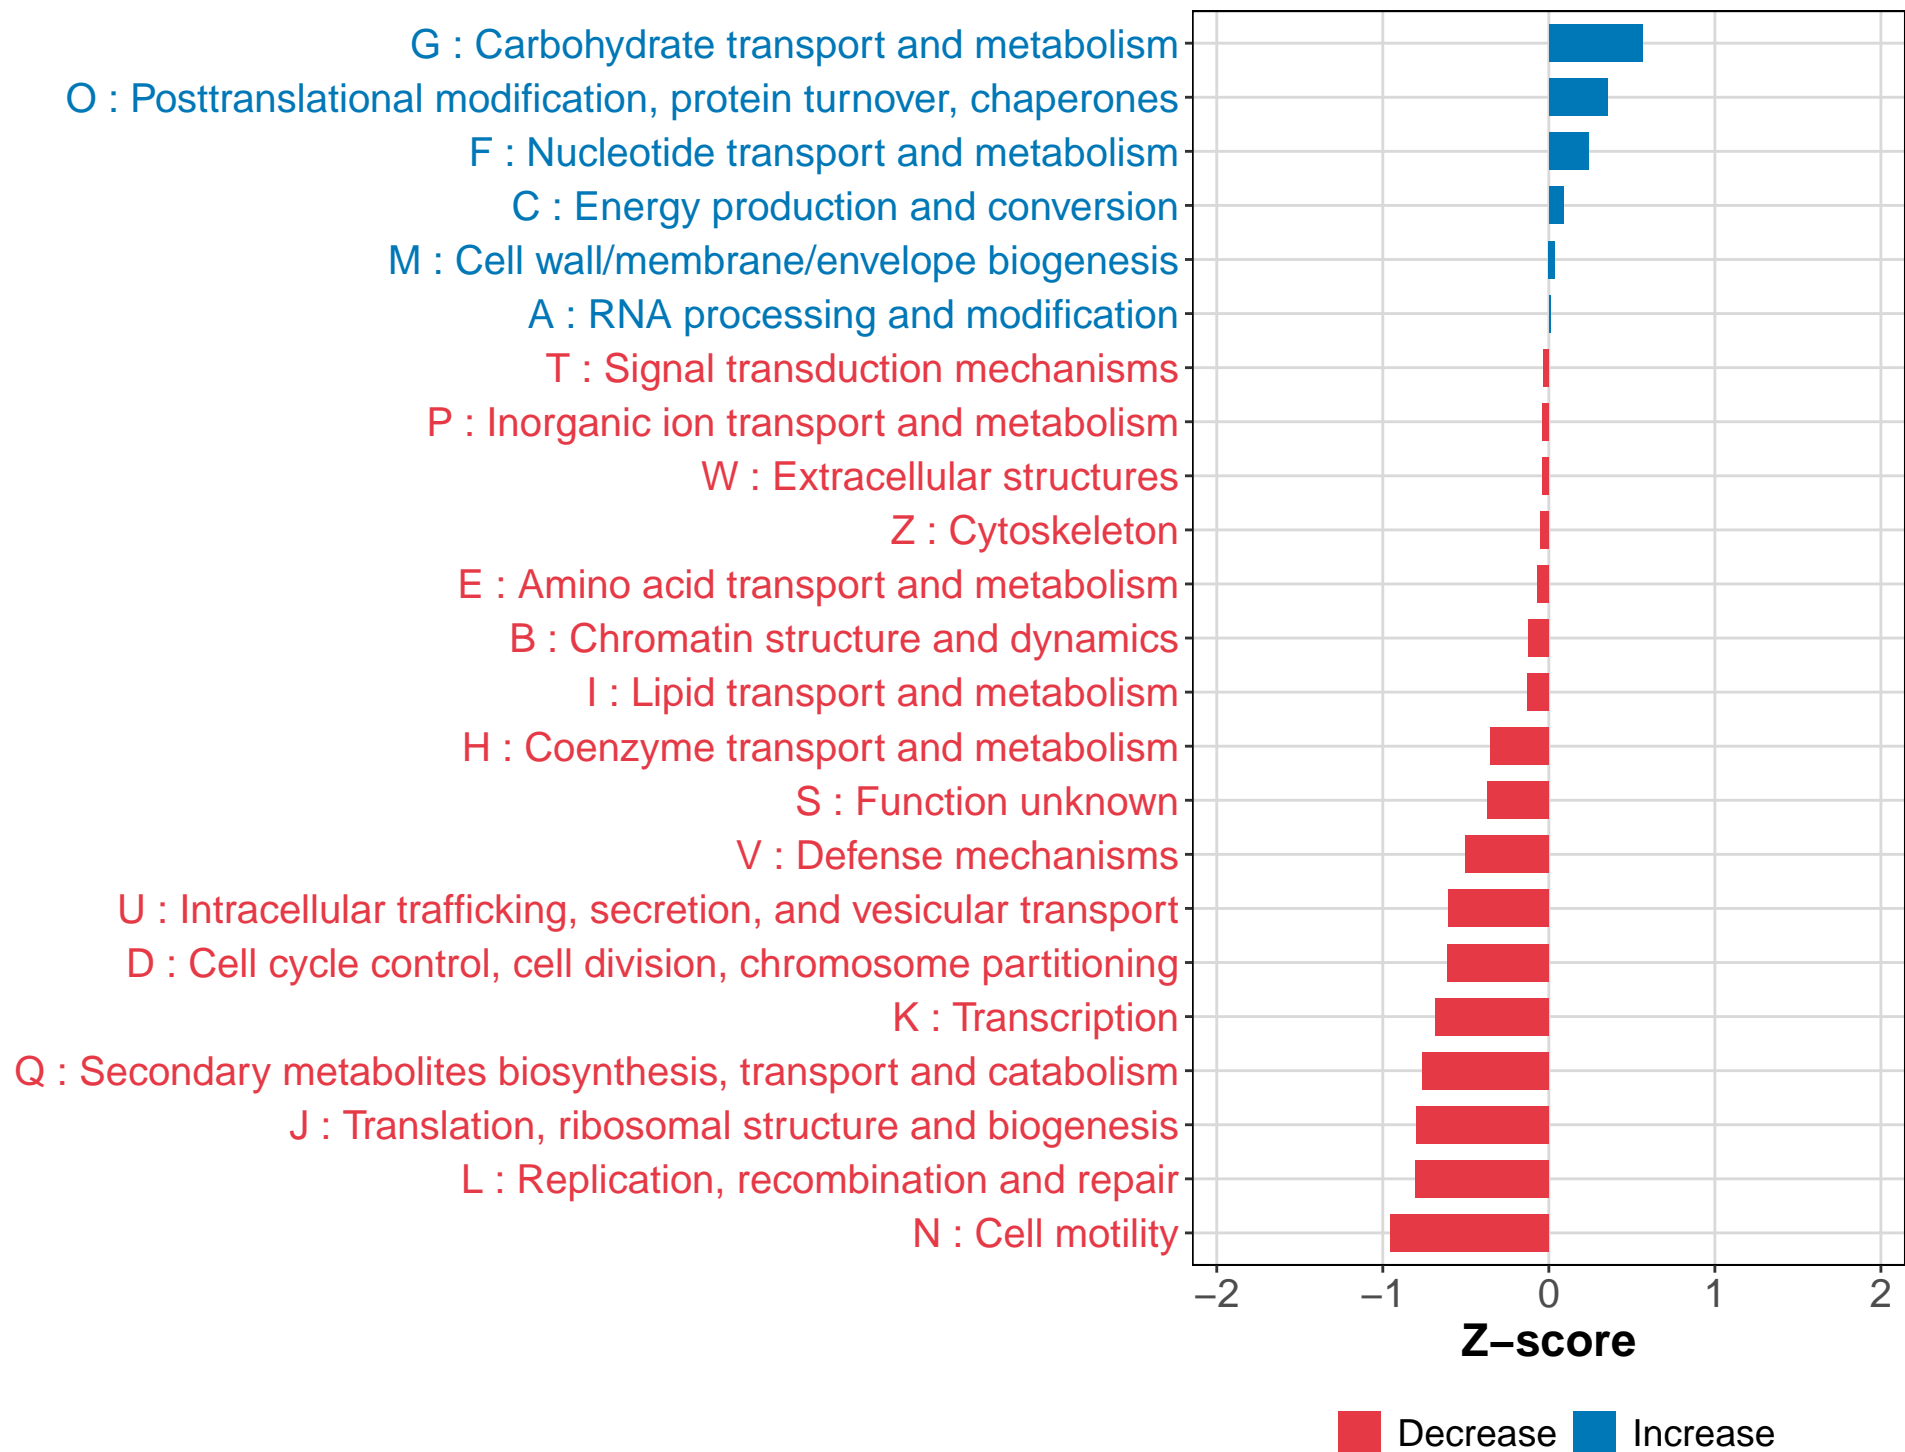 G : Carbohydrate transport and metabolism
O : Posttranslational modification, protein turnover, chaperones
F : Nucleotide transport and metabolism
C : Energy production and conversion
M : Cell wall/membrane/envelope biogenesis
A : RNA processing and modification
T : Signal transduction mechanisms
P : Inorganic ion transport and metabolism
W : Extracellular structures
Z : Cytoskeleton
E : Amino acid transport and metabolism
B : Chromatin structure and dynamics
I : Lipid transport and metabolism
H : Coenzyme transport and metabolism
S : Function unknown
V : Defense mechanisms
U : Intracellular trafficking, secretion, and vesicular transport
D : Cell cycle control, cell division, chromosome partitioning
K : Transcription
Q : Secondary metabolites biosynthesis, transport and catabolism
J : Translation, ribosomal structure and biogenesis
L : Replication, recombination and repair
N : Cell motility
−2 −1 0 1 2
Z−score
Decrease Increase